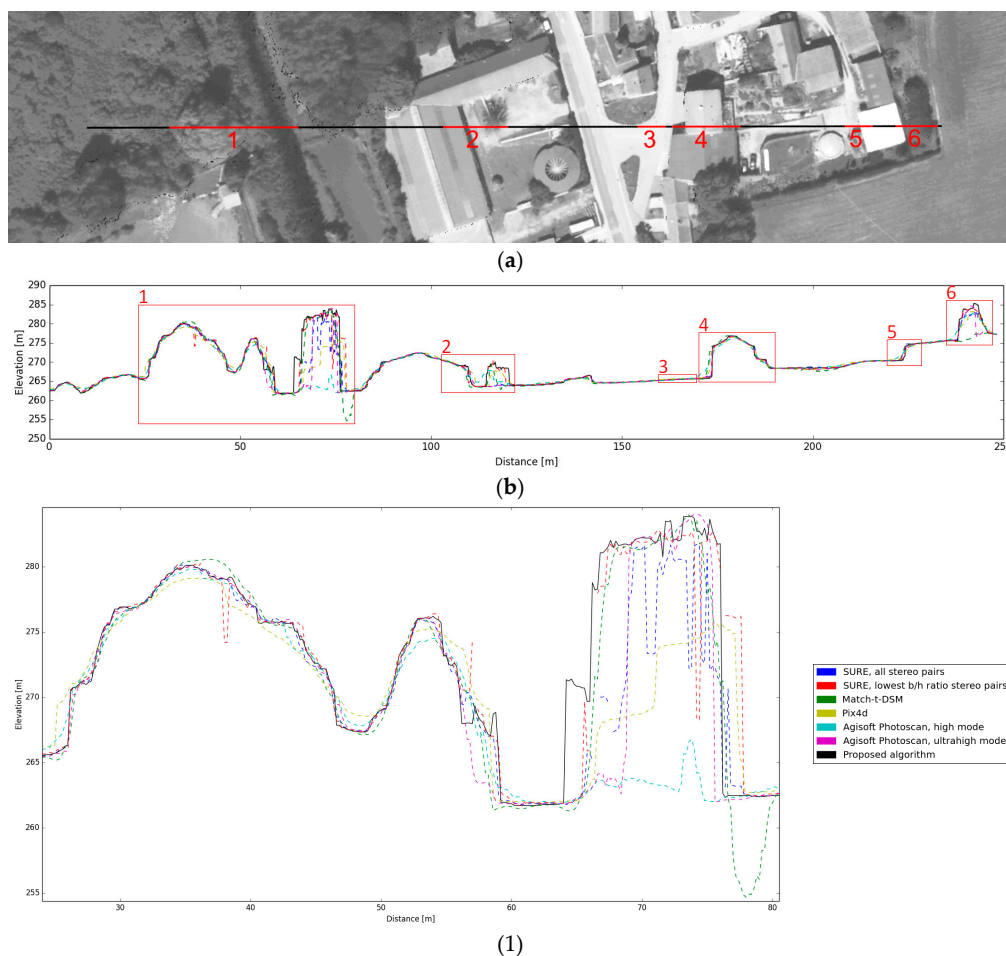 1 2 3 4 5 6
(a)
290
285
280
275
270
265
260
255
250
Elevation [m]
1 2 3 4 5 6
0 50 100 150 200 25
Distance [m]
(b)
280
275
270
265
260
255
Elevation [m]
30 40 50 60 70 80
Distance [m]
SURE, all stereo pairs
SURE, lowest b/h ratio stereo pairs
Match-t-DSM
Pix4d
Agisoft Photoscan, high mode
Agisoft Photoscan, ultrahigh mode
Proposed algorithm
(1)